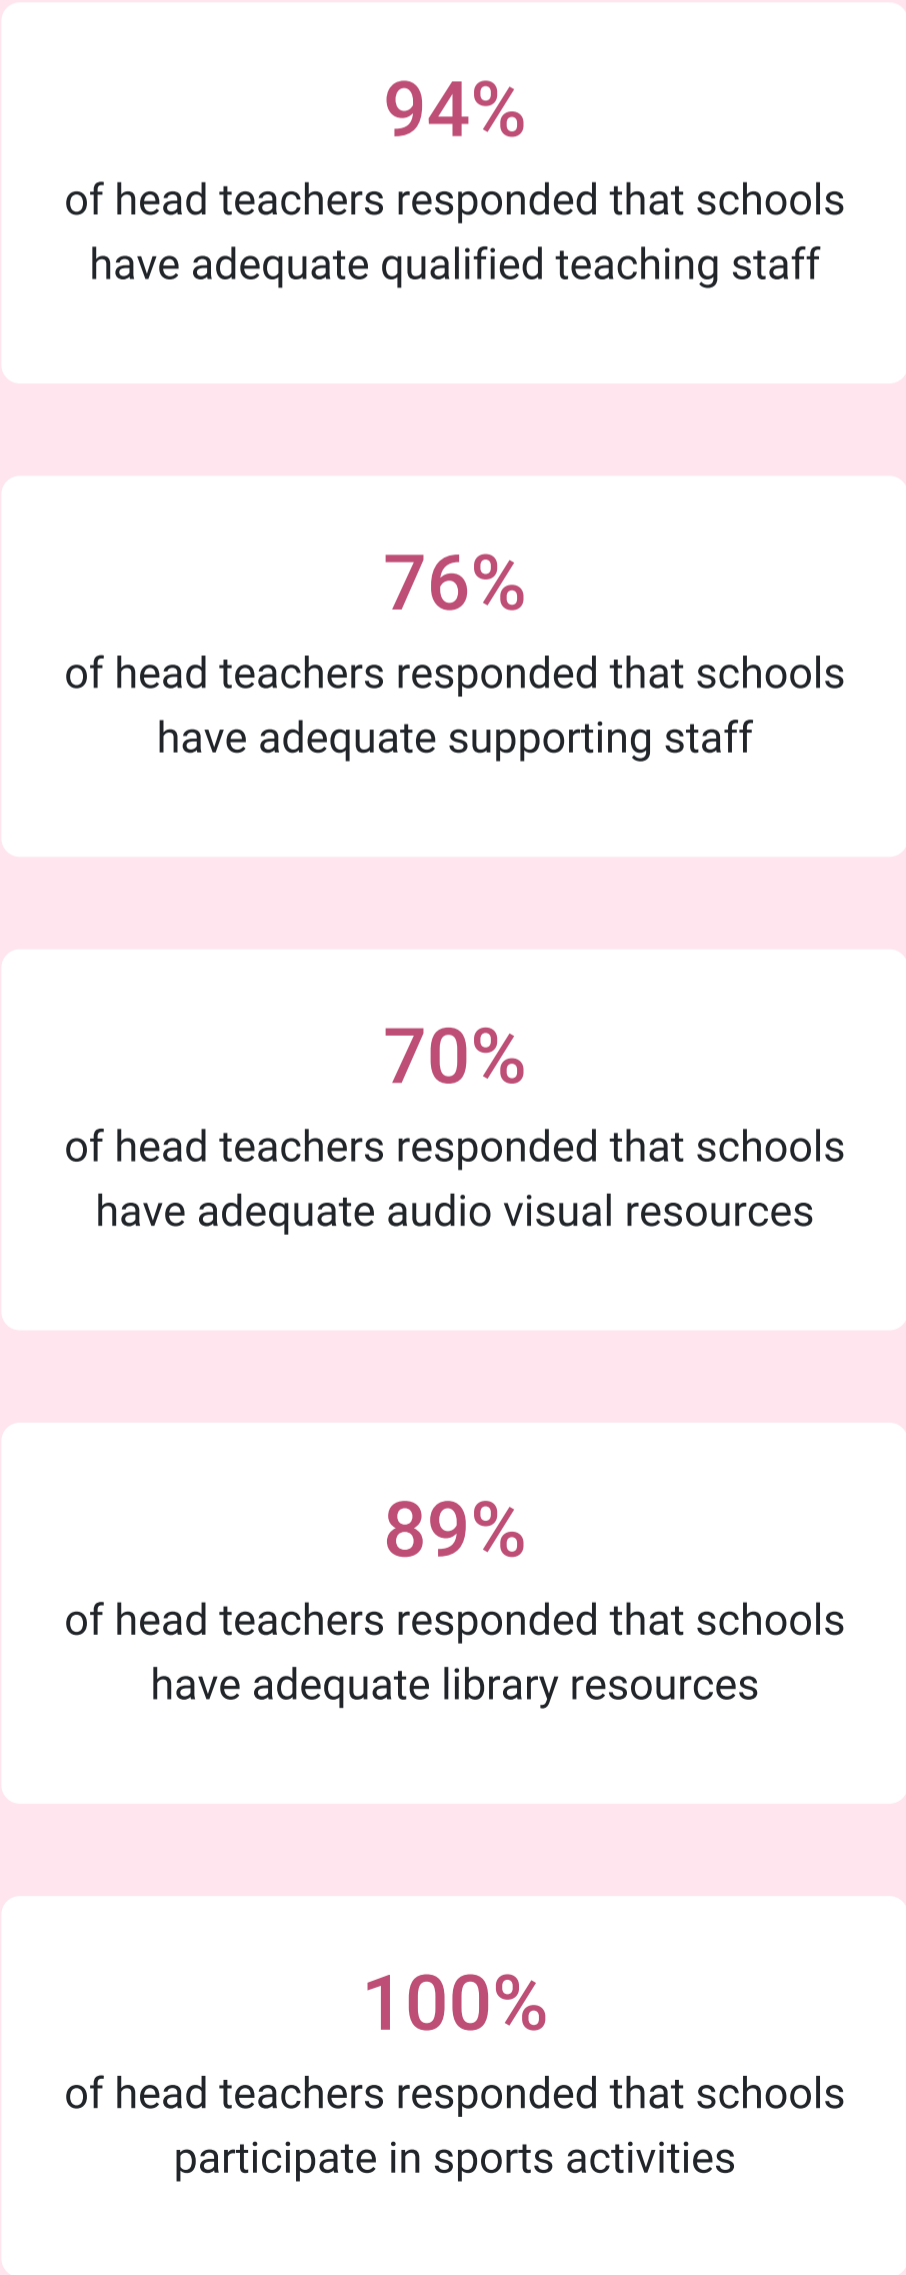 94%
of head teachers responded that schools
have adequate qualified teaching staff
76%
of head teachers responded that schools
have adequate supporting staff
70%
of head teachers responded that schools
have adequate audio visual resources
89%
of head teachers responded that schools
have adequate library resources
100%
of head teachers responded that schools
participate in sports activities